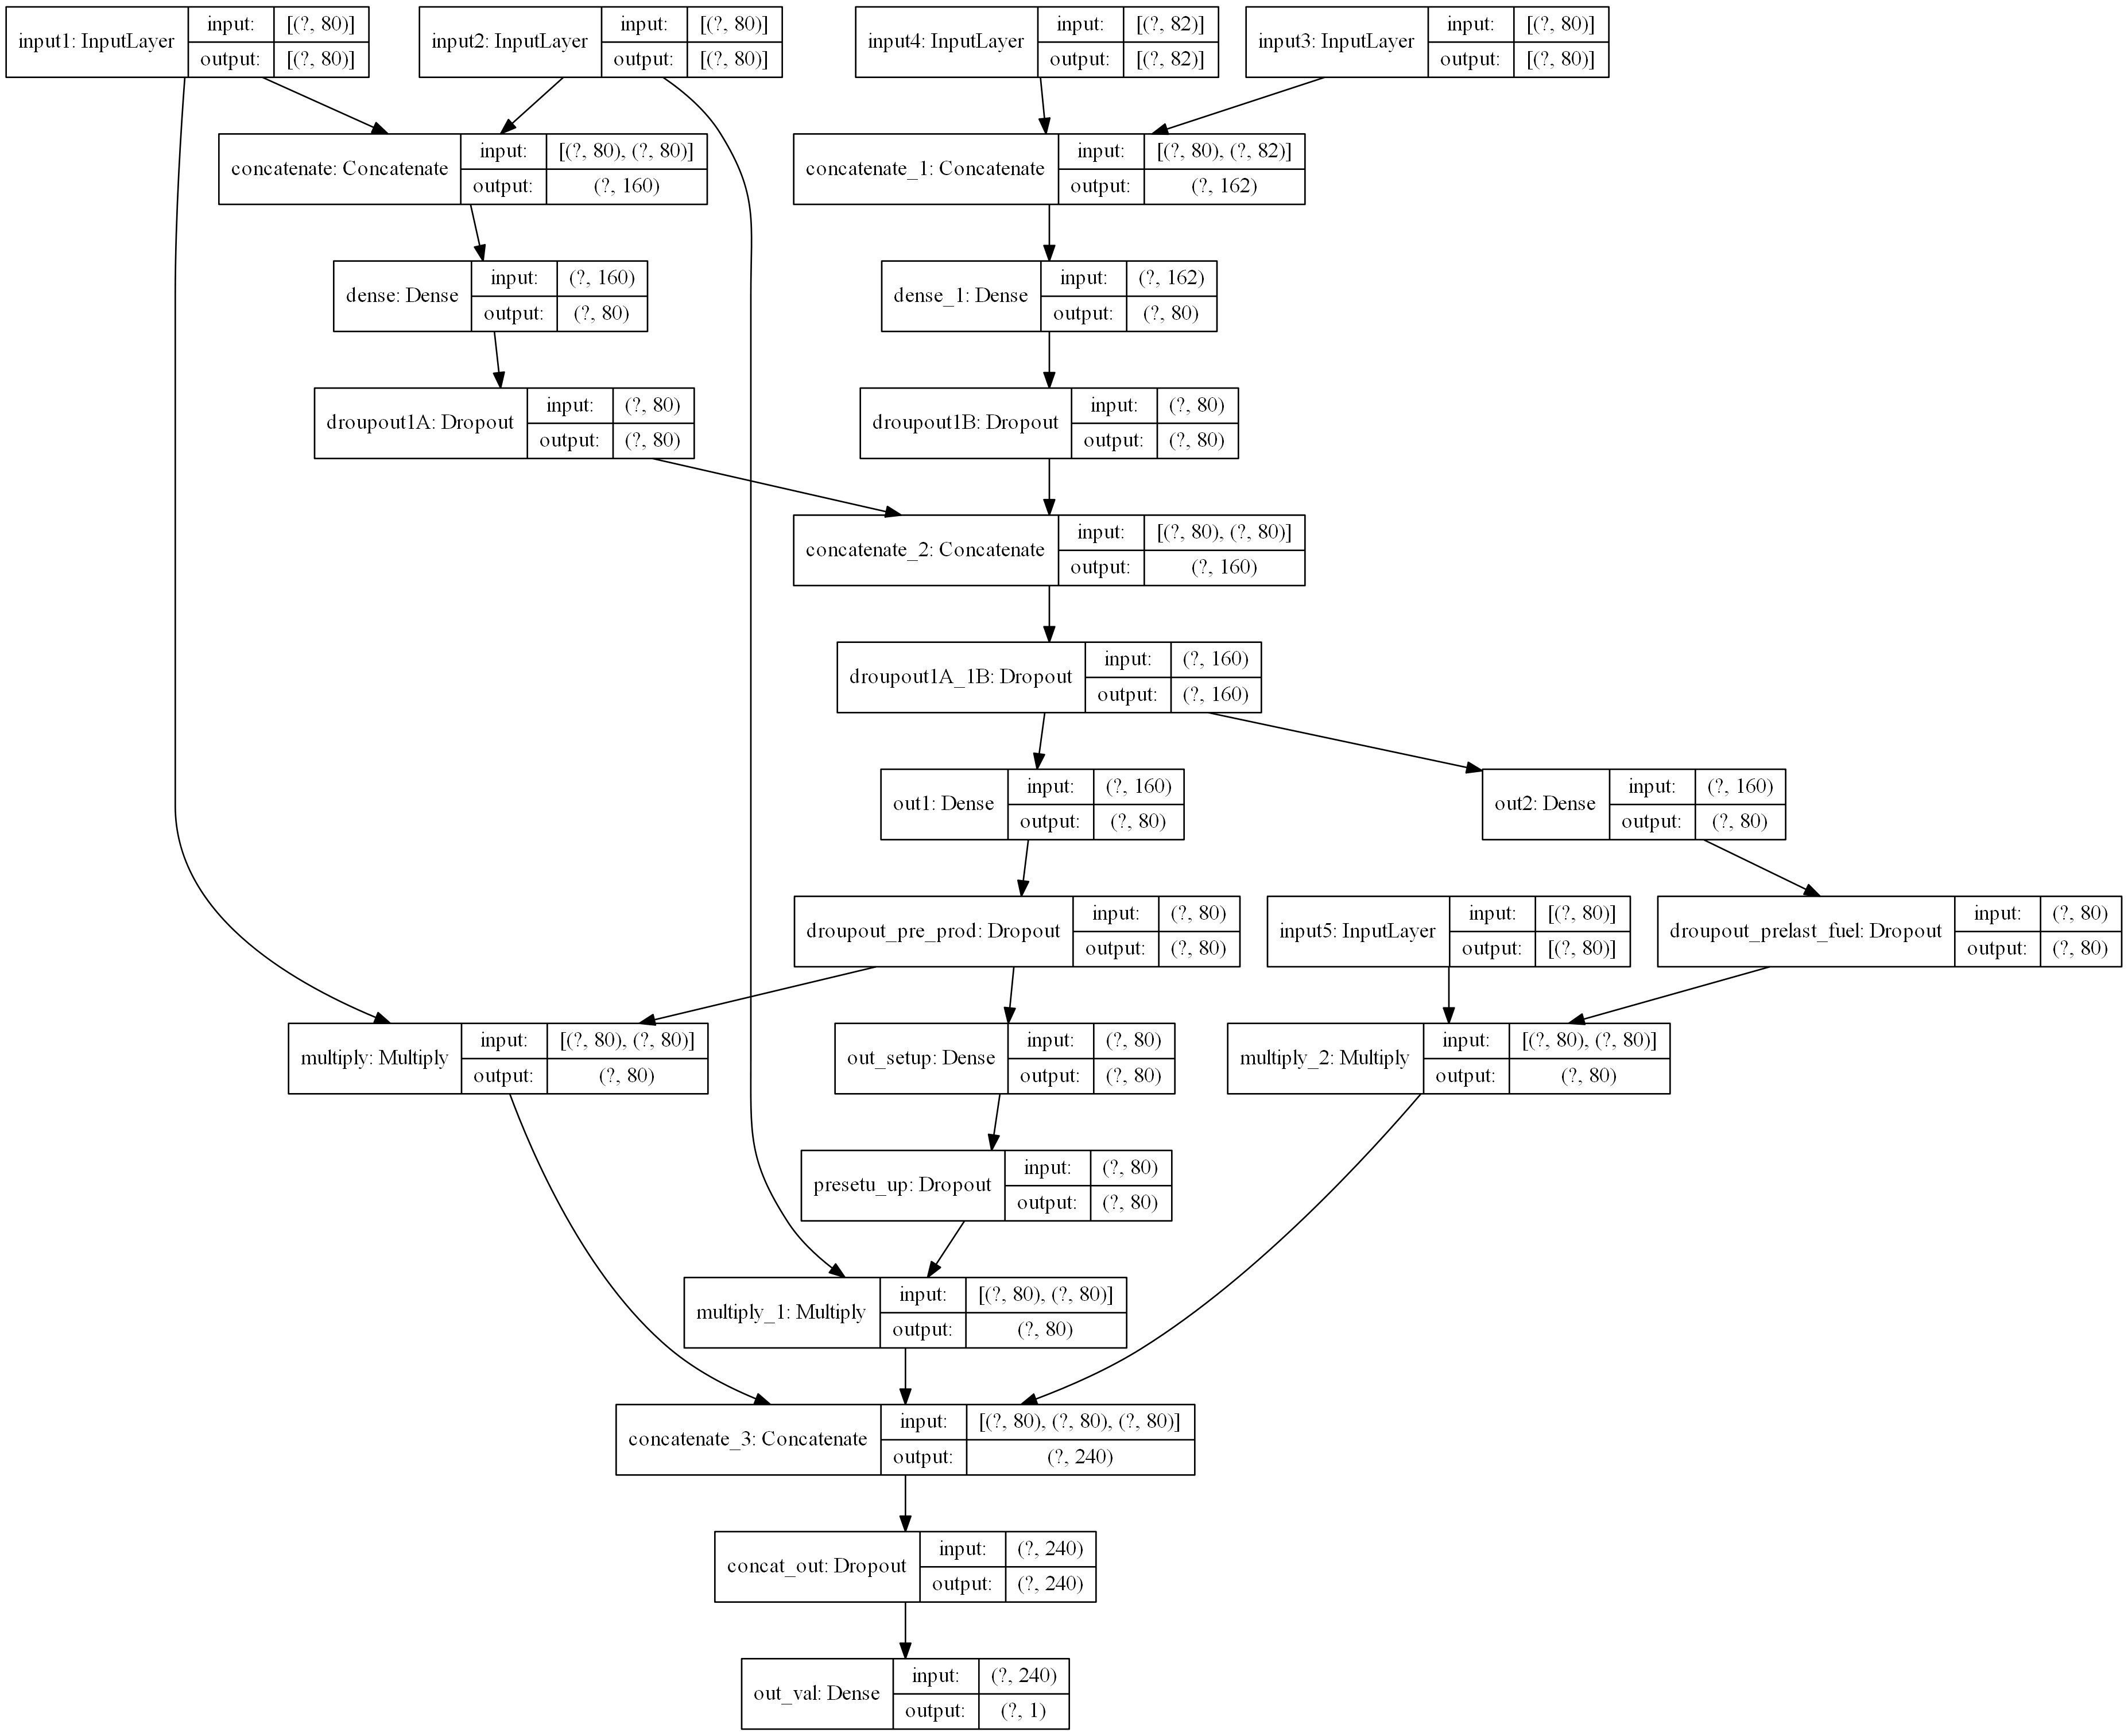 input1: InputLayer
input: [(?, 80)]
output: [(?, 80)]
input2: InputLayer
input: [(?, 80)]
output: [(?, 80)]
input4: InputLayer
input: [(?, 82)]
output: [(?, 82)]
input3: InputLayer
input: [(?, 80)]
output: [(?, 80)]
concatenate: Concatenate
input: [(?, 80), (?, 80)]
output: (?, 160)
concatenate_1: Concatenate
input: [(?, 80), (?, 82)]
output: (?, 162)
dense: Dense
input: (?, 160)
output: (?, 80)
dense_1: Dense
input: (?, 162)
output: (?, 80)
droupout1A: Dropout
input: (?, 80)
output: (?, 80)
droupout1B: Dropout
input: (?, 80)
output: (?, 80)
concatenate_2: Concatenate
input: [(?, 80), (?, 80)]
output: (?, 160)
droupout1A_1B: Dropout
input: (?, 160)
output: (?, 160)
out1: Dense
input: (?, 160)
output: (?, 80)
out2: Dense
input: (?, 160)
output: (?, 80)
droupout_pre_prod: Dropout
input: (?, 80)
output: (?, 80)
input5: InputLayer
input: [(?, 80)]
output: [(?, 80)]
droupout_prelast_fuel: Dropout
input: (?, 80)
output: (?, 80)
multiply: Multiply
input: [(?, 80), (?, 80)]
output: (?, 80)
out_setup: Dense
input: (?, 80)
output: (?, 80)
multiply_2: Multiply
input: [(?, 80), (?, 80)]
output: (?, 80)
presetu_up: Dropout
input: (?, 80)
output: (?, 80)
multiply_1: Multiply
input: [(?, 80), (?, 80)]
output: (?, 80)
concatenate_3: Concatenate
input: [(?, 80), (?, 80), (?, 80)]
output: (?, 240)
concat_out: Dropout
input: (?, 240)
output: (?, 240)
out_val: Dense
input: (?, 240)
output: (?, 1)